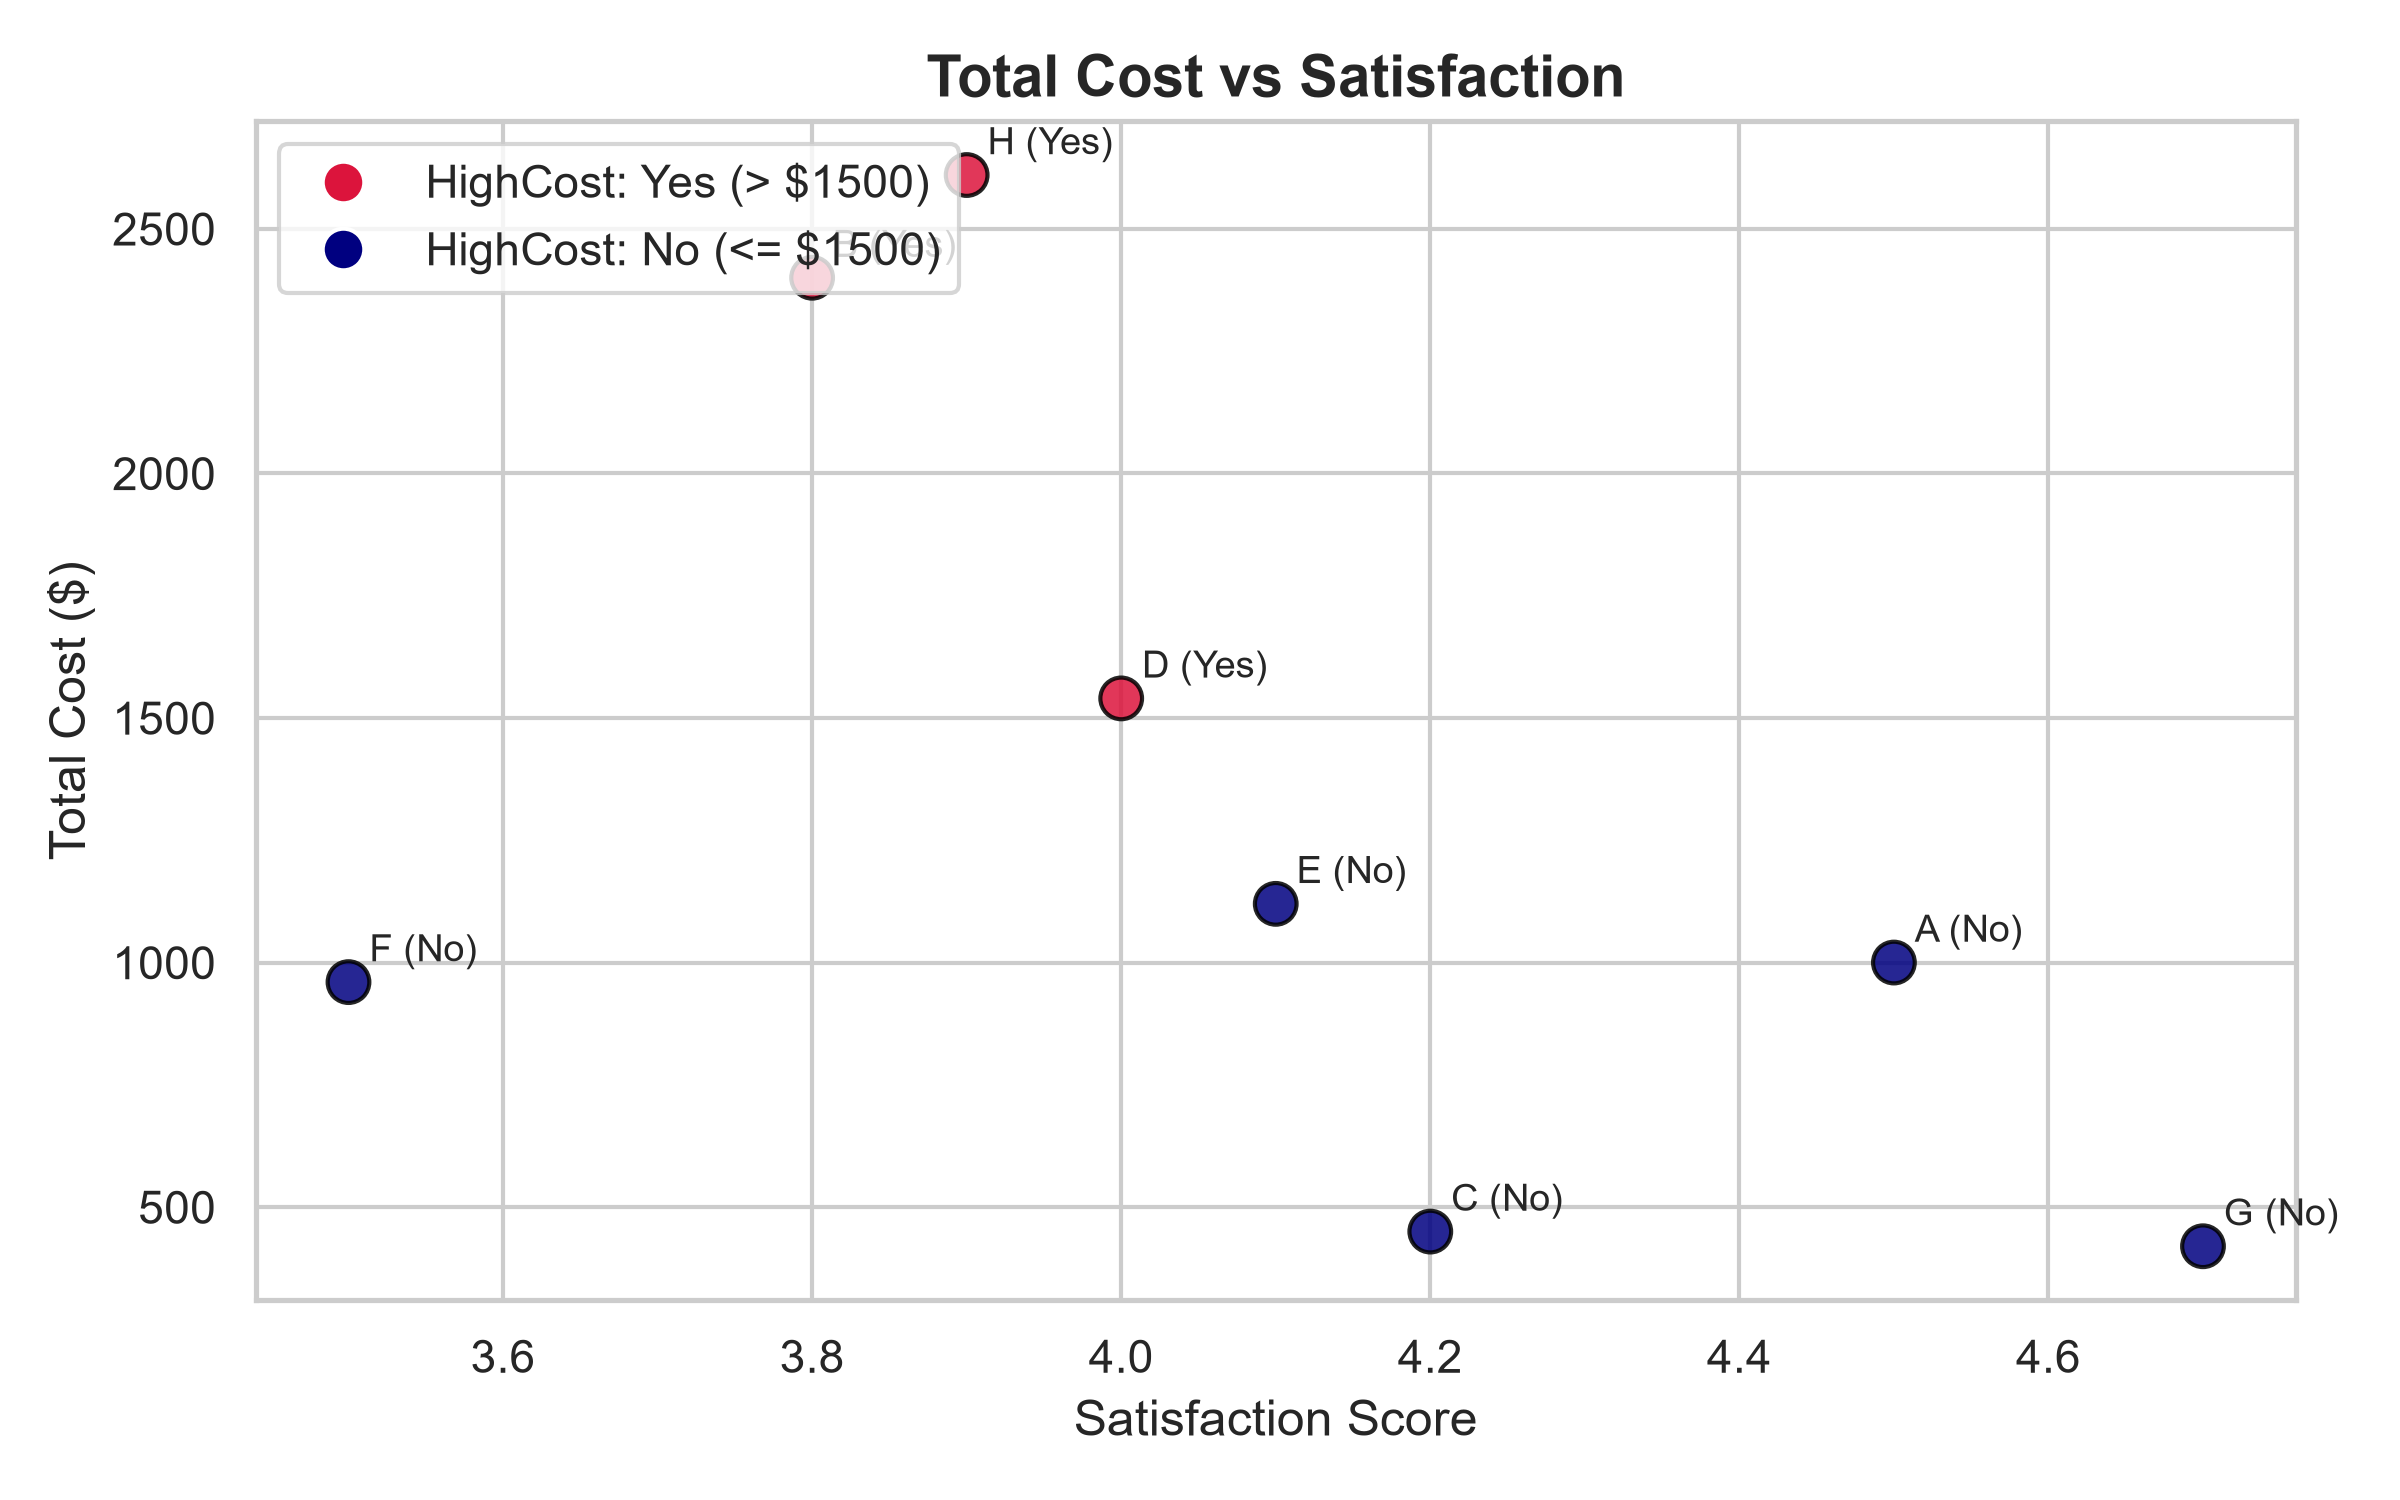 Total Cost vs Satisfaction
H (Yes)
HighCost: Yes (> $1500)
B (Yes)
HighCost: No (<= $1500)
2500
2000
1500
1000
500
Total Cost ($)
D (Yes)
E (No)
A (No)
F (No)
C (No)
G (No)
3.6 3.8 4.0 4.2 4.4 4.6
Satisfaction Score